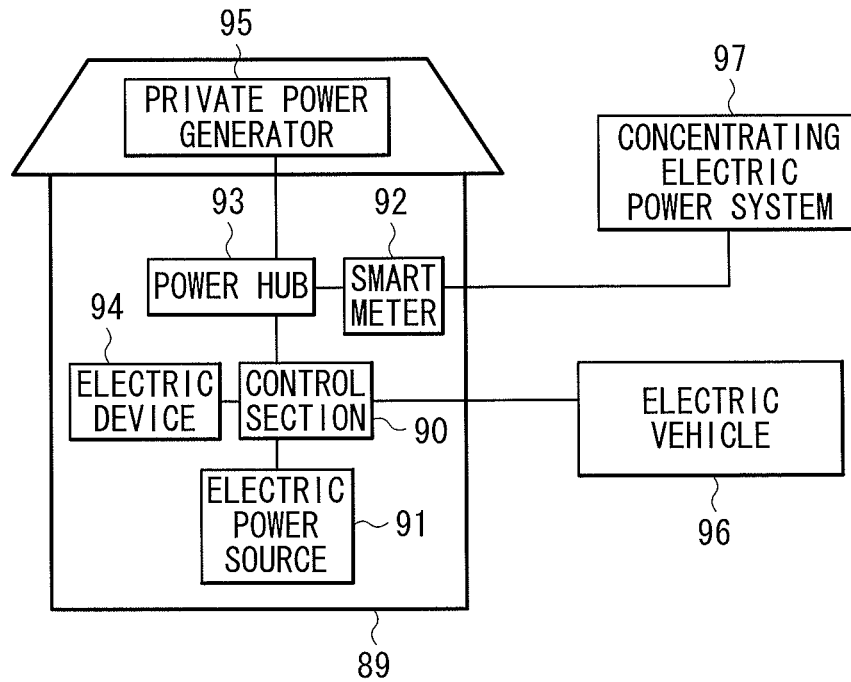 95
PRIVATE POWER
GENERATOR
97
CONCENTRATING
ELECTRIC
POWER SYSTEM
93
92
POWER HUB
SMART
METER
94
ELECTRIC
DEVICE
CONTROL
SECTION
90
ELECTRIC
VEHICLE
96
ELECTRIC
POWER
SOURCE
91
89